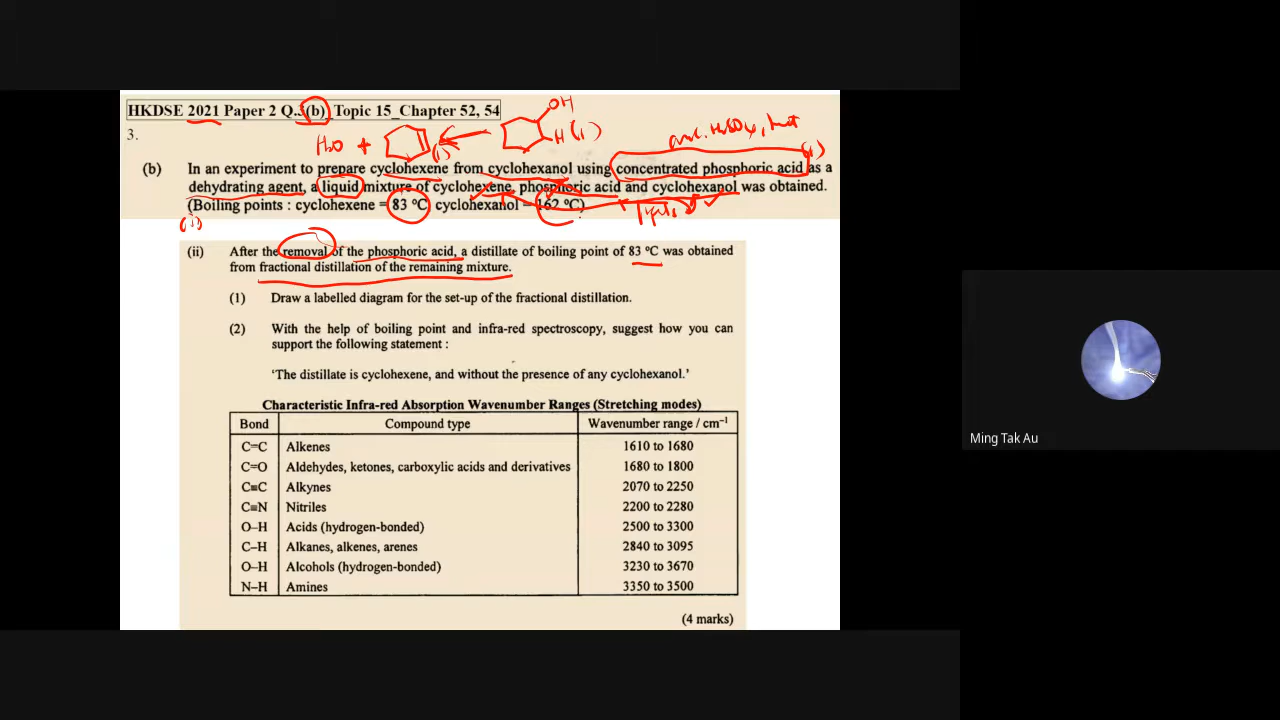 HKDSE 2021 Paper 2 Q.3(b)_Topic 15_Chapter 52, 54
OH
H (l)
H₂O +
(l)
conc. H₂SO₄, heat
3.
(l)
(b) In an experiment to prepare cyclohexene from cyclohexanol using concentrated phosphoric acid as a
dehydrating agent, a liquid mixture of cyclohexene, phosphoric acid and cyclohexanol was obtained.
(Boiling points : cyclohexene = 83 °C, cyclohexanol = 162 °C)
(ii) After the removal of the phosphoric acid, a distillate of boiling point of 83 °C was obtained
from fractional distillation of the remaining mixture.
(1) Draw a labelled diagram for the set-up of the fractional distillation.
(2) With the help of boiling point and infra-red spectroscopy, suggest how you can
support the following statement :
'The distillate is cyclohexene, and without the presence of any cyclohexanol.'
Characteristic Infra-red Absorption Wavenumber Ranges (Stretching modes)
Bond Compound type Wavenumber range / cm⁻¹
C=C Alkenes 1610 to 1680
C=O Aldehydes, ketones, carboxylic acids and derivatives 1680 to 1800
C≡C Alkynes 2070 to 2250
C≡N Nitriles 2200 to 2280
O–H Acids (hydrogen-bonded) 2500 to 3300
C–H Alkanes, alkenes, arenes 2840 to 3095
O–H Alcohols (hydrogen-bonded) 3230 to 3670
N–H Amines 3350 to 3500
(4 marks)
Ming Tak Au